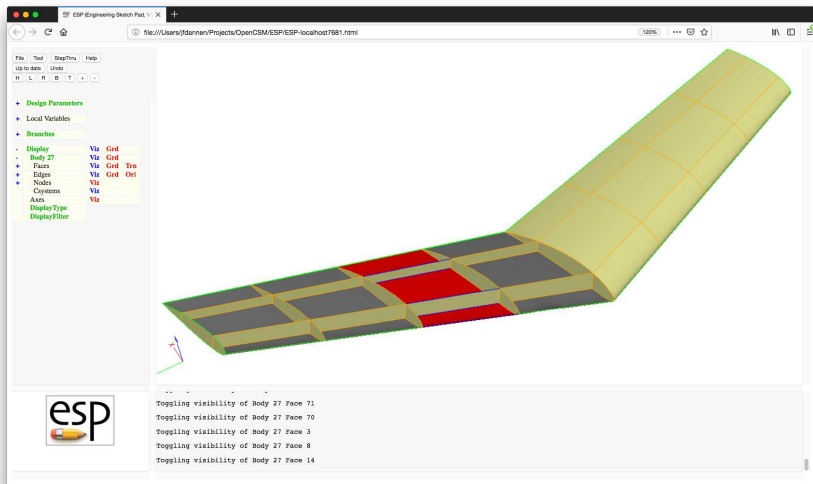 ESP (Engineering Sketch Pad, V
file:///Users/jfdannen/Projects/OpenCSM/ESP/ESP-localhost7681.html
120%
File Tool StepThru Help
Up to date Undo
H L R B T + -
+ Design Parameters
+ Local Variables
+ Branches
- Display Viz Grd
- Body 27 Viz Grd
+ Faces Viz Grd Trn
+ Edges Viz Grd Ori
+ Nodes Viz
Csystems Viz
Axes Viz
DisplayType
DisplayFilter
x
esp
Toggling visibility of Body 27 Face 71
Toggling visibility of Body 27 Face 70
Toggling visibility of Body 27 Face 3
Toggling visibility of Body 27 Face 8
Toggling visibility of Body 27 Face 14